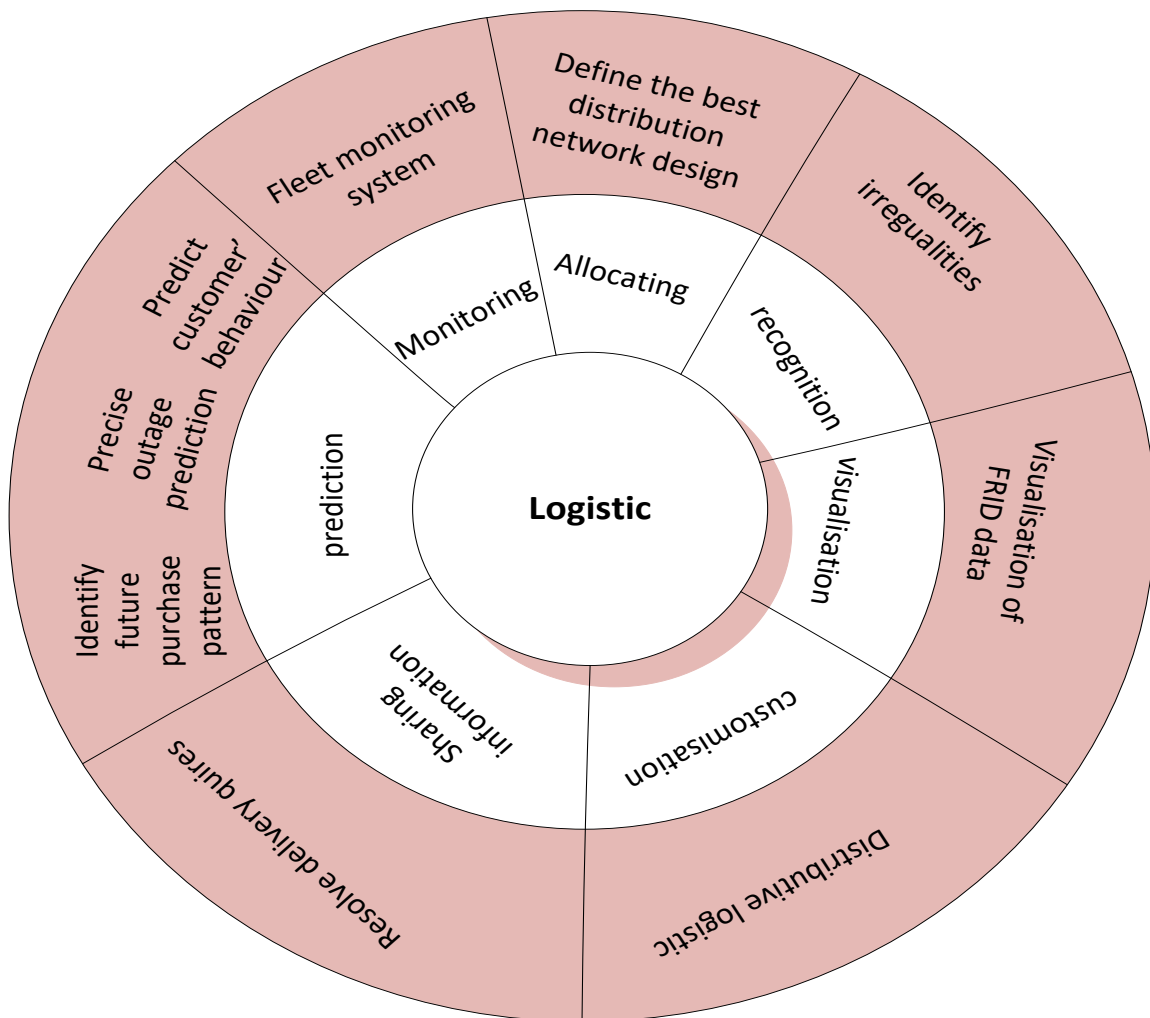 Define the best
distribution
network design
Identify
irregualities
Visualisation of
FRID data
Distributive logistic
Resolve delivery quires
Identify
future
purchase
pattern
Precise
outage
prediction
Predict
customer’
behaviour
Fleet monitoring
system
Allocating
recognition
visualisation
customisation
Sharing
information
prediction
Monitoring
Logistic